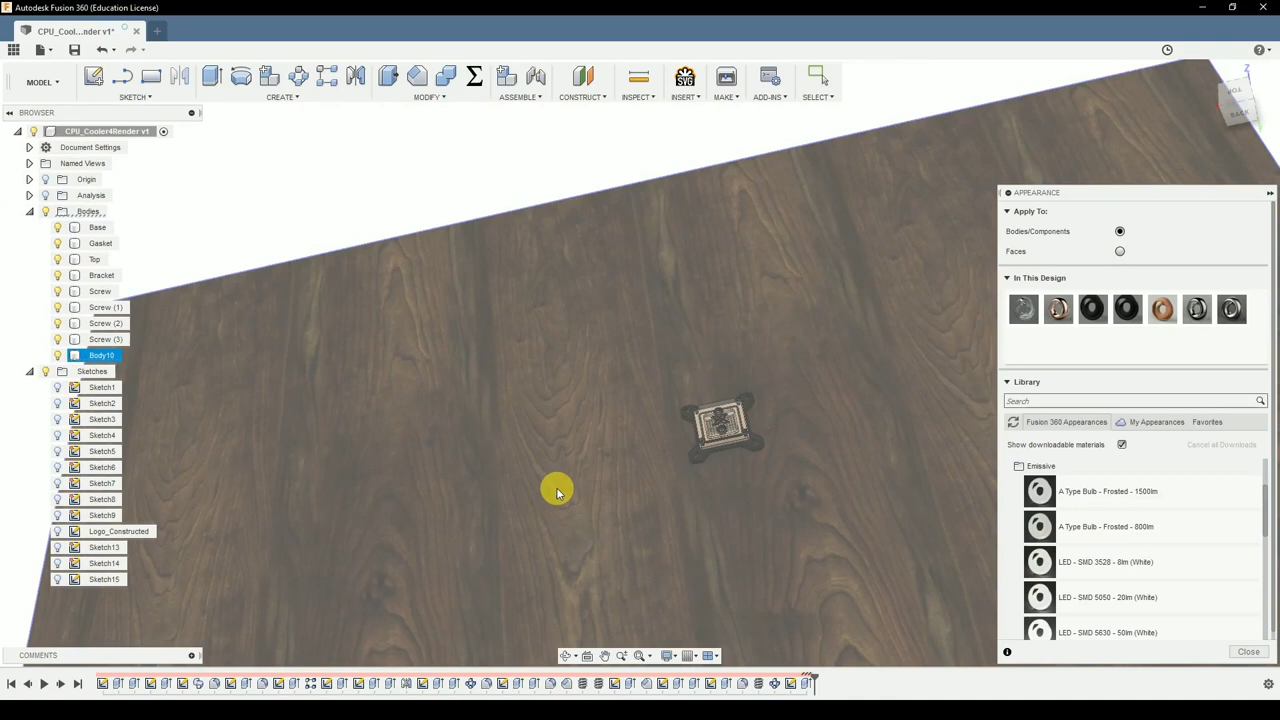 Autodesk Fusion 360 (Education License)
CPU_Cool...nder v1*
MODEL
SKETCH
CREATE
MODIFY
ASSEMBLE
CONSTRUCT
INSPECT
SVG
INSERT
MAKE
ADD-INS
SELECT
Z
TOP
BACK
BROWSER
CPU_Cooler4Render v1
Document Settings
Named Views
Origin
Analysis
Bodies
Base
Gasket
Top
Bracket
Screw
Screw (1)
Screw (2)
Screw (3)
Body10
Sketches
Sketch1
Sketch2
Sketch3
Sketch4
Sketch5
Sketch6
Sketch7
Sketch8
Sketch9
Logo_Constructed
Sketch13
Sketch14
Sketch15
COMMENTS
APPEARANCE
Apply To:
Bodies/Components
Faces
In This Design
Library
Search
Fusion 360 Appearances
My Appearances
Favorites
Show downloadable materials
Cancel all Downloads
Emissive
A Type Bulb - Frosted - 1500lm
A Type Bulb - Frosted - 800lm
LED - SMD 3528 - 8lm (White)
LED - SMD 5050 - 20lm (White)
LED - SMD 5630 - 50lm (White)
Close